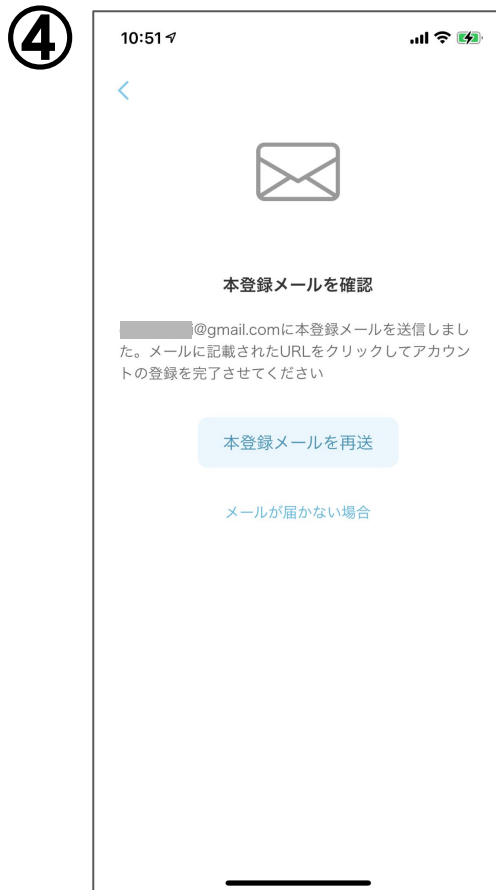 ④
10:51
本登録メールを確認
i@gmail.comに本登録メールを送信しまし
た。メールに記載されたURLをクリックしてアカウン
トの登録を完了させてください
本登録メールを再送
メールが届かない場合